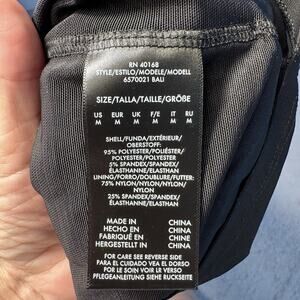 RN 40168
STYLE/ESTILO/MODELE/MODELL
6570021 BALI
SIZE/TALLA/TAILLE/GRÖßE
US EUR UK F/E IT RU
M M M M M M
SHELL/FUNDA/EXTÉRIEUR/
OBERSTOFF:
95% POLYESTER/POLIÉSTER/
POLYESTER/POLYESTER
5% SPANDEX/SPANDEX/
ÉLASTHANNE/ELASTHAN
LINING/FORRO/DOUBLURE/FUTTER:
75% NYLON/NYLON/NYLON/
NYLON
25% SPANDEX/SPANDEX/
ÉLASTHANNE/ELASTHAN
MADE IN CHINA
HECHO EN CHINA
FABRIQUÉ EN CHINE
HERGESTELLT IN CHINA
FOR CARE SEE REVERSE SIDE
PARA EL CUIDADO VEA EL DORSO
DE LE SOIN VOIR LE VERSO
PFLEGEANLEITUNG SIEHE RUCKSEITE